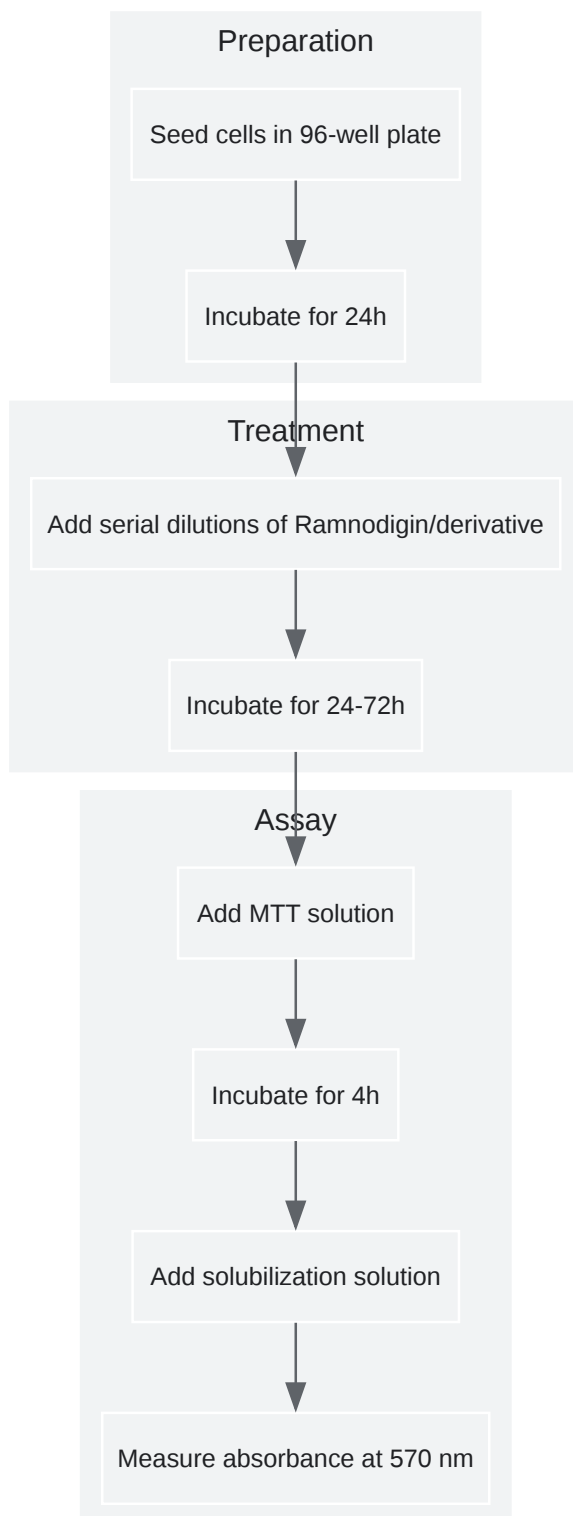 Preparation
Seed cells in 96-well plate
Incubate for 24h
Treatment
Add serial dilutions of Ramnodigin/derivative
Incubate for 24-72h
Assay
Add MTT solution
Incubate for 4h
Add solubilization solution
Measure absorbance at 570 nm